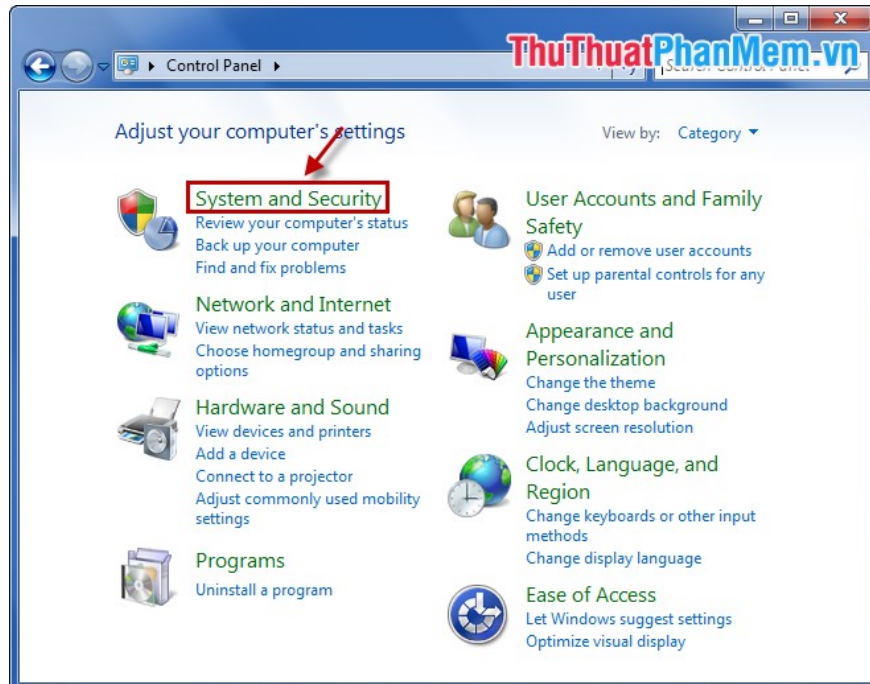 ThuThuatPhanMem.vn
Control Panel
Search Control Panel
Adjust your computer's settings
View by: Category
System and Security
Review your computer's status
Back up your computer
Find and fix problems
Network and Internet
View network status and tasks
Choose homegroup and sharing
options
Hardware and Sound
View devices and printers
Add a device
Connect to a projector
Adjust commonly used mobility
settings
Programs
Uninstall a program
User Accounts and Family
Safety
Add or remove user accounts
Set up parental controls for any
user
Appearance and
Personalization
Change the theme
Change desktop background
Adjust screen resolution
Clock, Language, and
Region
Change keyboards or other input
methods
Change display language
Ease of Access
Let Windows suggest settings
Optimize visual display